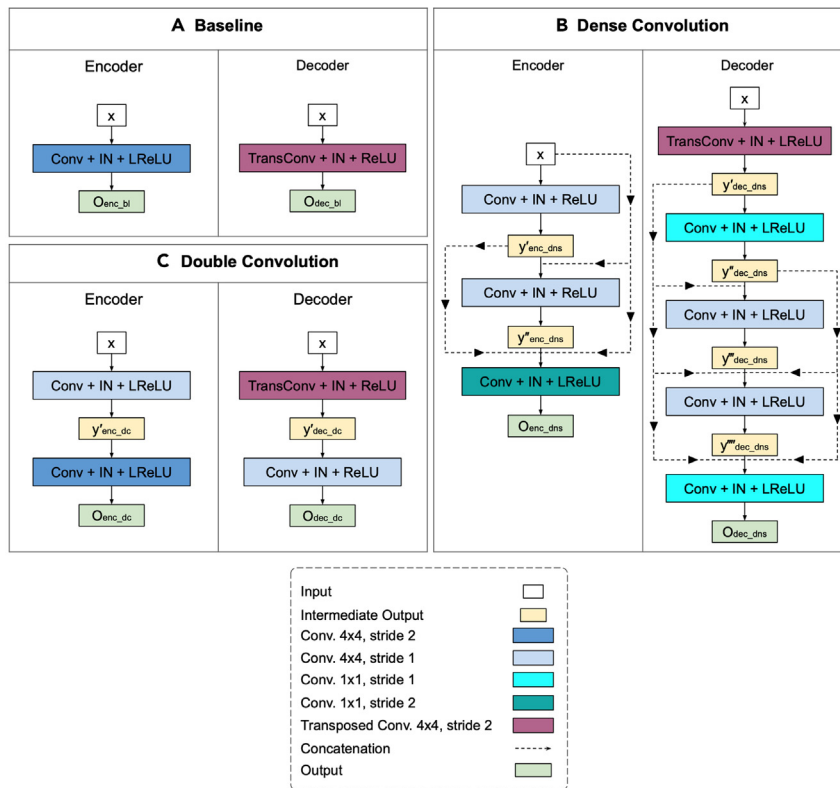 A Baseline
Encoder
Decoder
x
x
Conv + IN + LReLU
TransConv + IN + ReLU
Oenc_bl
Odec_bl
B Dense Convolution
Encoder
Decoder
x
x
TransConv + IN + LReLU
Conv + IN + ReLU
y'dec_dns
Conv + IN + LReLU
y'enc_dns
y''dec_dns
Conv + IN + ReLU
Conv + IN + LReLU
y''enc_dns
y'''dec_dns
Conv + IN + LReLU
Conv + IN + LReLU
Oenc_dns
y''''dec_dns
Conv + IN + LReLU
Odec_dns
C Double Convolution
Encoder
Decoder
x
x
Conv + IN + LReLU
TransConv + IN + ReLU
y'enc_dc
y'dec_dc
Conv + IN + LReLU
Conv + IN + ReLU
Oenc_dc
Odec_dc
Input
Intermediate Output
Conv. 4x4, stride 2
Conv. 4x4, stride 1
Conv. 1x1, stride 1
Conv. 1x1, stride 2
Transposed Conv. 4x4, stride 2
Concatenation
Output